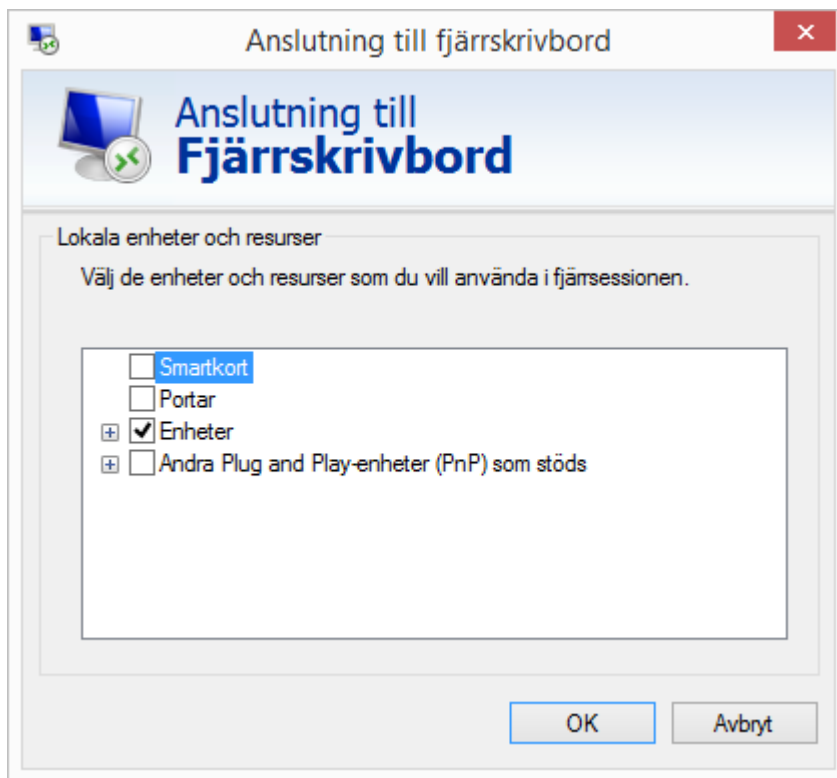 Anslutning till fjärrskrivbord
Anslutning till
Fjärrskrivbord
Lokala enheter och resurser
Välj de enheter och resurser som du vill använda i fjärrsessionen.
Smartkort
Portar
Enheter
Andra Plug and Play-enheter (PnP) som stöds
OK
Avbryt